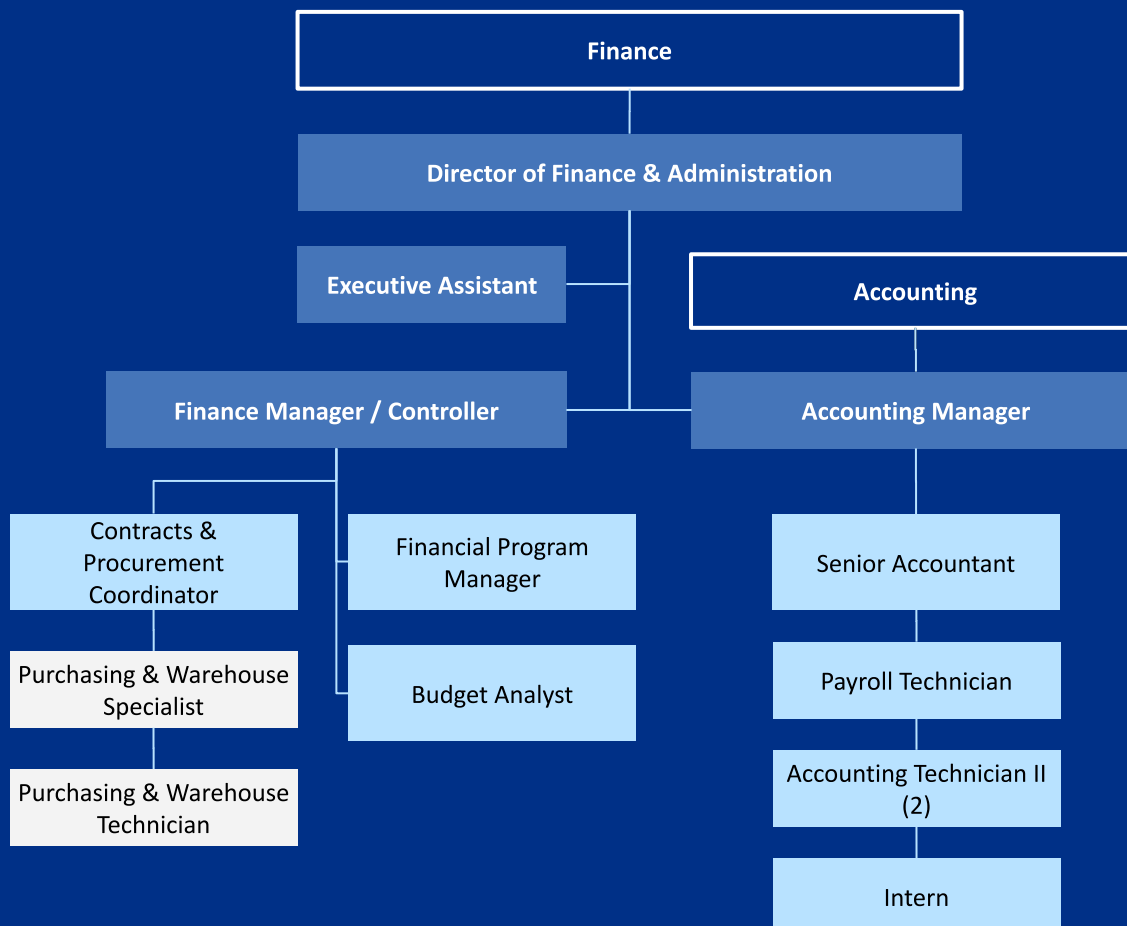 Finance
Director of Finance & Administration
Executive Assistant
Accounting
Finance Manager / Controller
Accounting Manager
Contracts &
Procurement
Coordinator
Financial Program
Manager
Senior Accountant
Purchasing & Warehouse
Specialist
Budget Analyst
Payroll Technician
Purchasing & Warehouse
Technician
Accounting Technician II
(2)
Intern